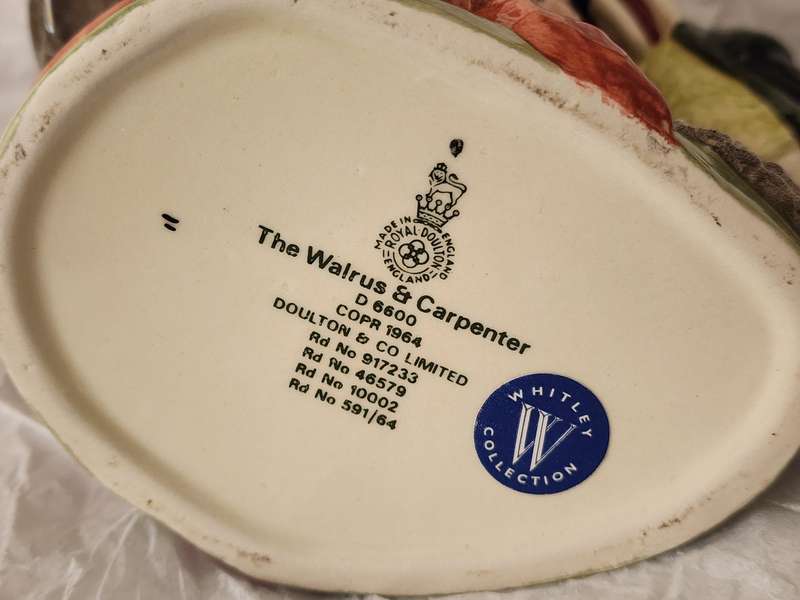 MADE IN ENGLAND
ROYAL DOULTON
ENGLAND
The Walrus & Carpenter
D 6600
COPR 1964
DOULTON & CO LIMITED
Rd No 917233
Rd No 46579
Rd No 10002
Rd No 591/64
WHITLEY
W
COLLECTION